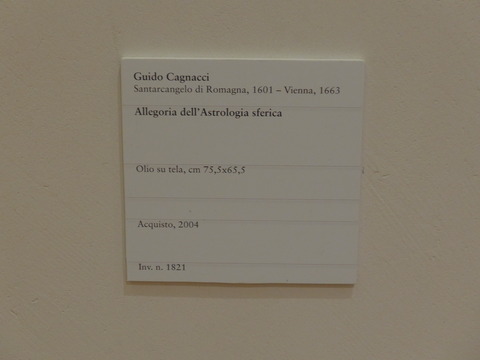 Guido Cagnacci
Santarcangelo di Romagna, 1601 – Vienna, 1663
Allegoria dell'Astrologia sferica
Olio su tela, cm 75,5x65,5
Acquisto, 2004
Inv. n. 1821